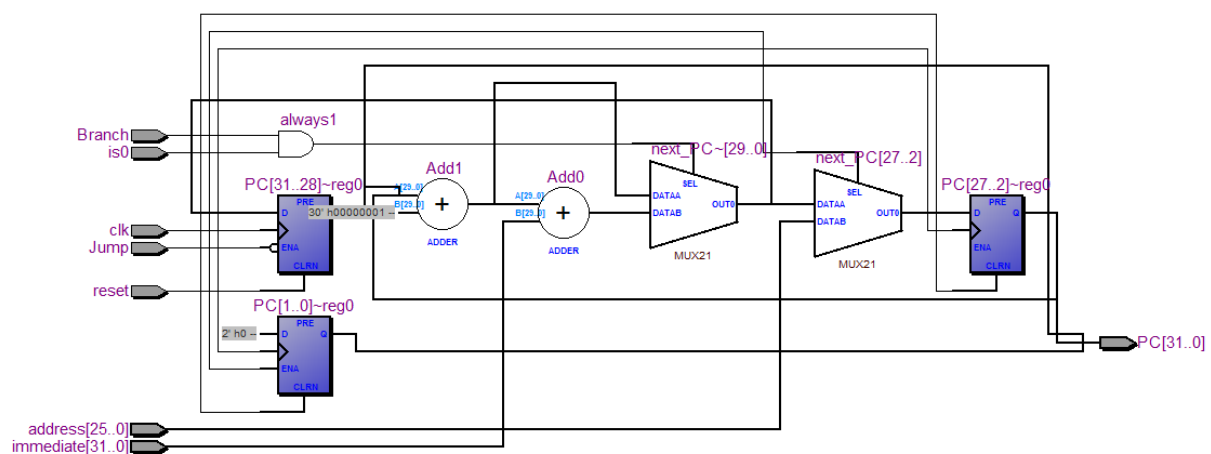 Branch
is0
clk
Jump
reset
address[25..0]
immediate[31..0]
always1
PC[31..28]~reg0
PRE
D
ENA
CLRN
PC[1..0]~reg0
2' h0 --
PRE
D
Q
ENA
CLRN
30' h00000001 --
Add1
A[29..0]
B[29..0]
+
ADDER
Add0
A[29..0]
B[29..0]
+
ADDER
next_PC~[29..0]
SEL
DATAA
DATAB
OUT0
MUX21
next_PC[27..2]
SEL
DATAA
DATAB
OUT0
MUX21
PC[27..2]~reg0
PRE
D
Q
ENA
CLRN
PC[31..0]